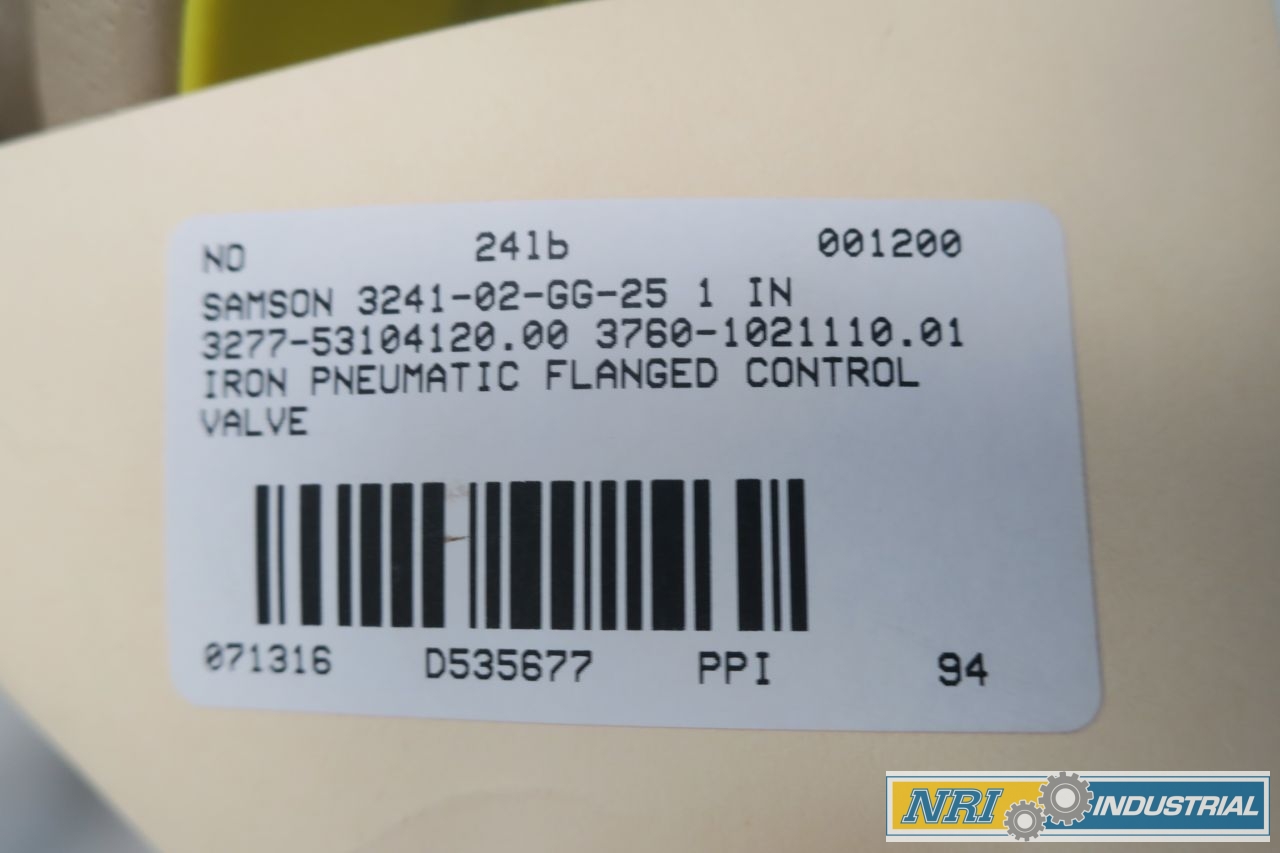 NO 24lb 001200
SAMSON 3241-02-GG-25 1 IN
3277-53104120.00 3760-1021110.01
IRON PNEUMATIC FLANGED CONTROL
VALVE
071316 D535677 PPI 94
NRI INDUSTRIAL